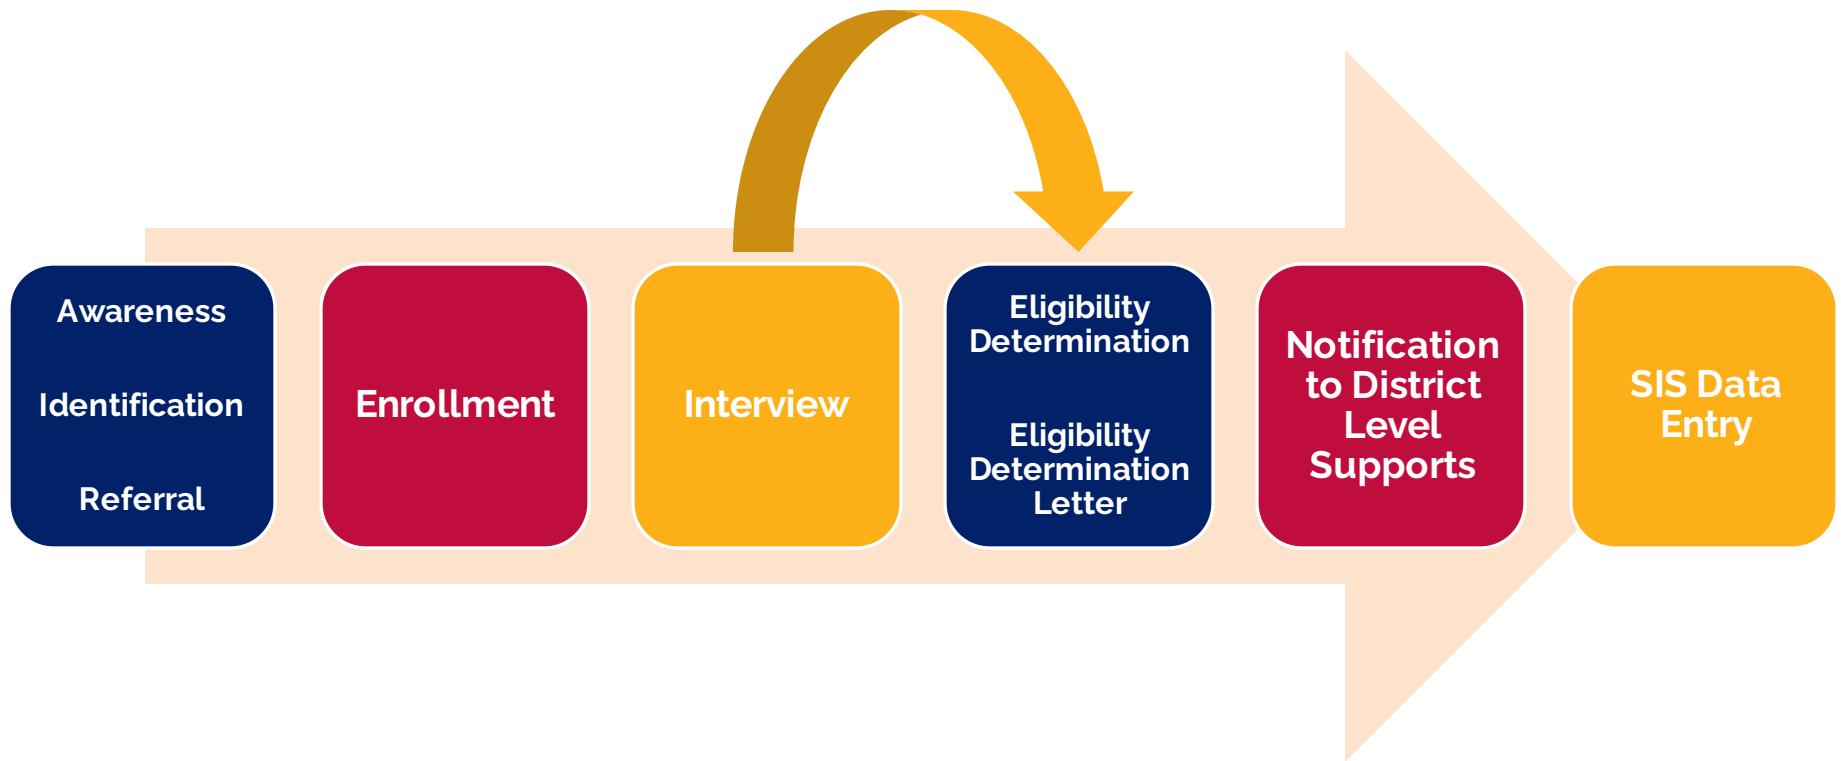 Awareness
Identification
Referral
Enrollment
Interview
Eligibility
Determination
Eligibility
Determination
Letter
Notification
to District
Level
Supports
SIS Data
Entry